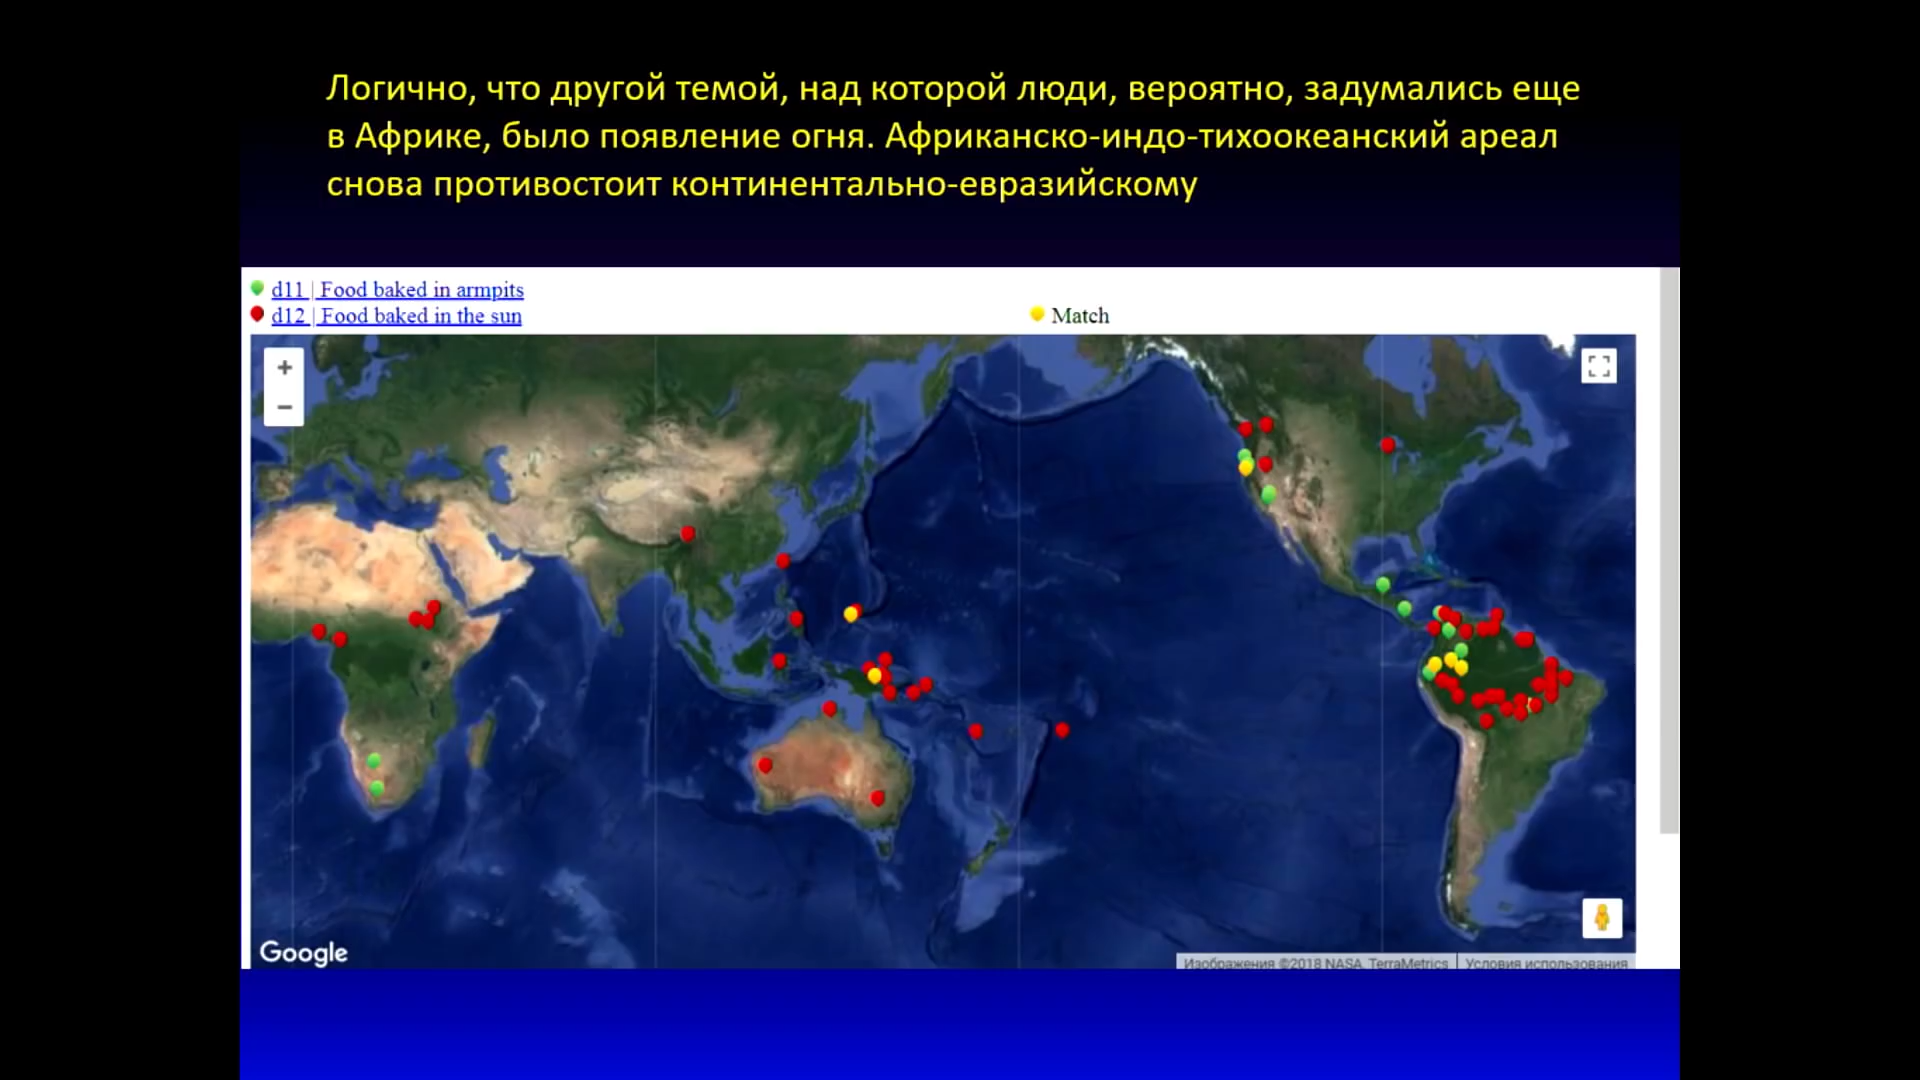 Логично, что другой темой, над которой люди, вероятно, задумались еще
в Африке, было появление огня. Африканско-индо-тихоокеанский ареал
снова противостоит континентально-евразийскому
d11 | Food baked in armpits
d12 | Food baked in the sun
Match
+
−
Google
Изображения ©2018 NASA, TerraMetrics
Условия использования